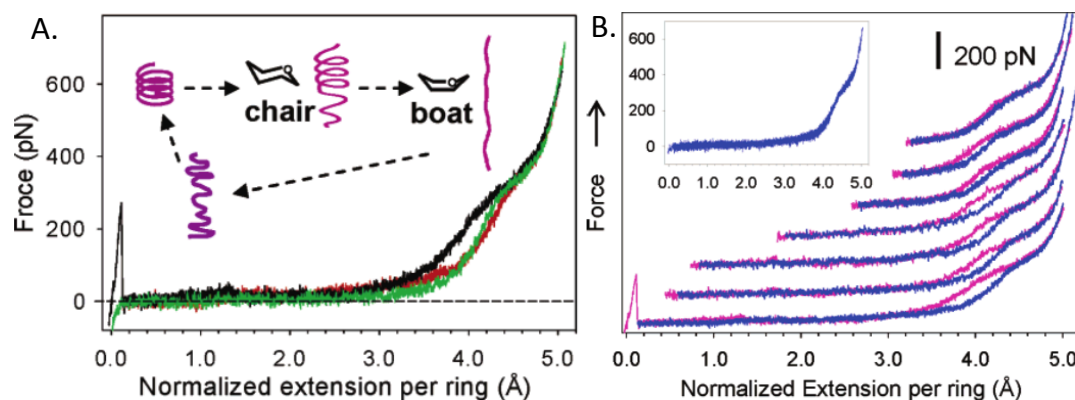 A.
Froce (pN)
600
400
200
0
chair
boat
0.0 1.0 2.0 3.0 4.0 5.0
Normalized extension per ring (Å)
B.
Force
600
400
200
0
0.0 1.0 2.0 3.0 4.0 5.0
200 pN
0.0 1.0 2.0 3.0 4.0 5.0
Normalized Extension per ring (Å)